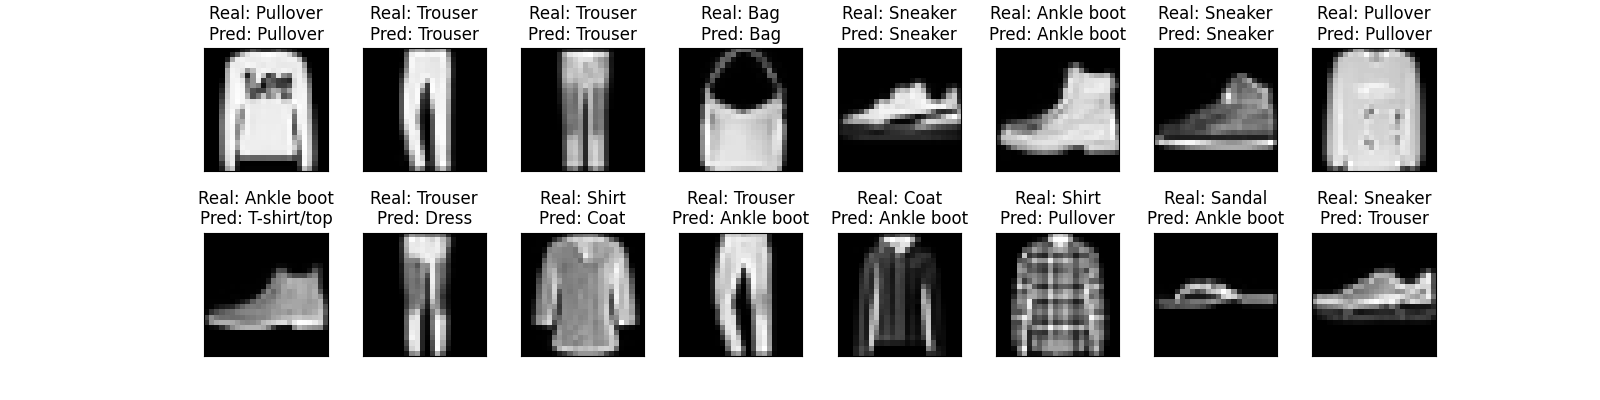 Real: Pullover
Pred: Pullover
Real: Trouser
Pred: Trouser
Real: Trouser
Pred: Trouser
Real: Bag
Pred: Bag
Real: Sneaker
Pred: Sneaker
Real: Ankle boot
Pred: Ankle boot
Real: Sneaker
Pred: Sneaker
Real: Pullover
Pred: Pullover
Lee
Real: Ankle boot
Pred: T-shirt/top
Real: Trouser
Pred: Dress
Real: Shirt
Pred: Coat
Real: Trouser
Pred: Ankle boot
Real: Coat
Pred: Ankle boot
Real: Shirt
Pred: Pullover
Real: Sandal
Pred: Ankle boot
Real: Sneaker
Pred: Trouser